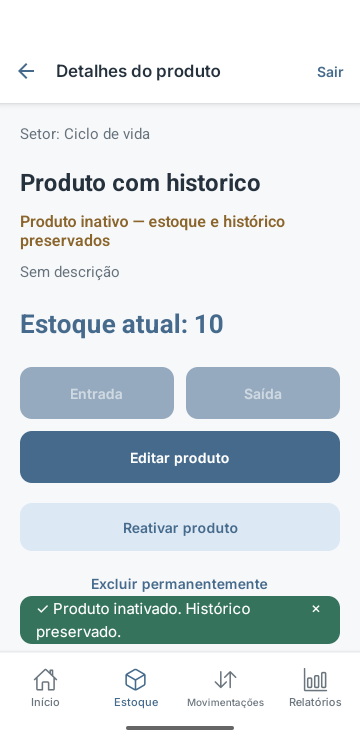 Detalhes do produto
Sair
Setor: Ciclo de vida
Produto com historico
Produto inativo — estoque e histórico
preservados
Sem descrição
Estoque atual: 10
Entrada
Saída
Editar produto
Reativar produto
Excluir permanentemente
✓ Produto inativado. Histórico
preservado.
×
Início
Estoque
Movimentações
Relatórios